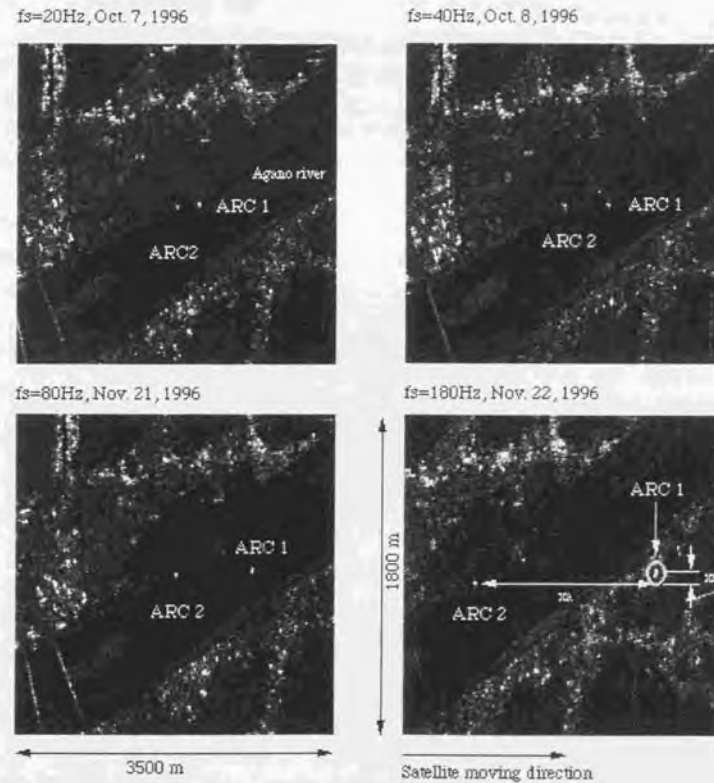 fs=20Hz, Oct. 7, 1996
fs=40Hz, Oct. 8, 1996
Agano river
ARC 1
ARC2
ARC 1
ARC 2
fs=80Hz, Nov. 21, 1996
fs=180Hz, Nov. 22, 1996
ARC 1
ARC 2
1800 m
ARC 1
ARC 2
3500 m
Satellite moving direction